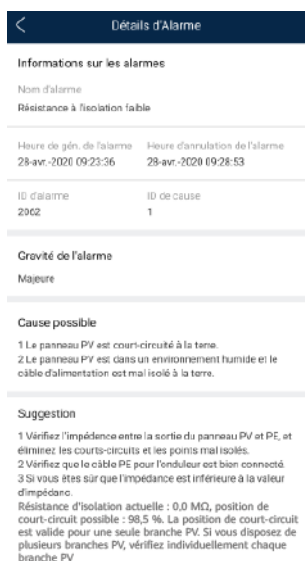 Détails d'Alarme
Informations sur les alarmes
Nom d'alarme
Résistance à l'isolation faible
Heure de gén. de l'alarme Heure d'annulation de l'alarme
28-avr.-2020 09:23:36 28-avr.-2020 09:28:53
ID d'alarme ID de cause
2062 1
Gravité de l'alarme
Majeure
Cause possible
1 Le panneau PV est court-circuité à la terre.
2 Le panneau PV est dans un environnement humide et le
câble d'alimentation est mal isolé à la terre.
Suggestion
1 Vérifiez l'impédence entre la sortie du panneau PV et PE, et
éliminez les courts-circuits et les points mal isolés.
2 Vérifiez que le câble PE pour l'onduleur est bien connecté.
3 Si vous êtes sûr que l'impédance est inférieure à la valeur
d'impédanc.
Résistance d'isolation actuelle : 0,0 MΩ, position de
court-circuit possible : 98,5 %. La position de court-circuit
est valide pour une seule branche PV. Si vous disposez de
plusieurs branches PV, vérifiez individuellement chaque
branche PV